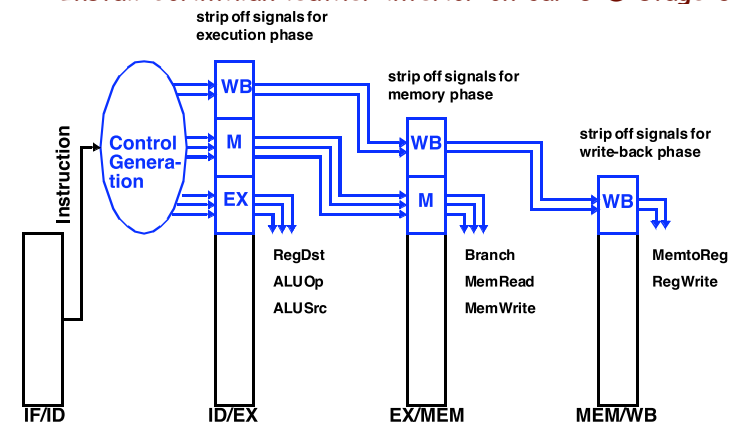 strip off signals for
execution phase
strip off signals for
memory phase
strip off signals for
write-back phase
Instruction
Control
Genera-
tion
WB
M
EX
WB
M
WB
RegDst
ALUOp
ALUSrc
Branch
MemRead
MemWrite
MemtoReg
RegWrite
IF/ID
ID/EX
EX/MEM
MEM/WB